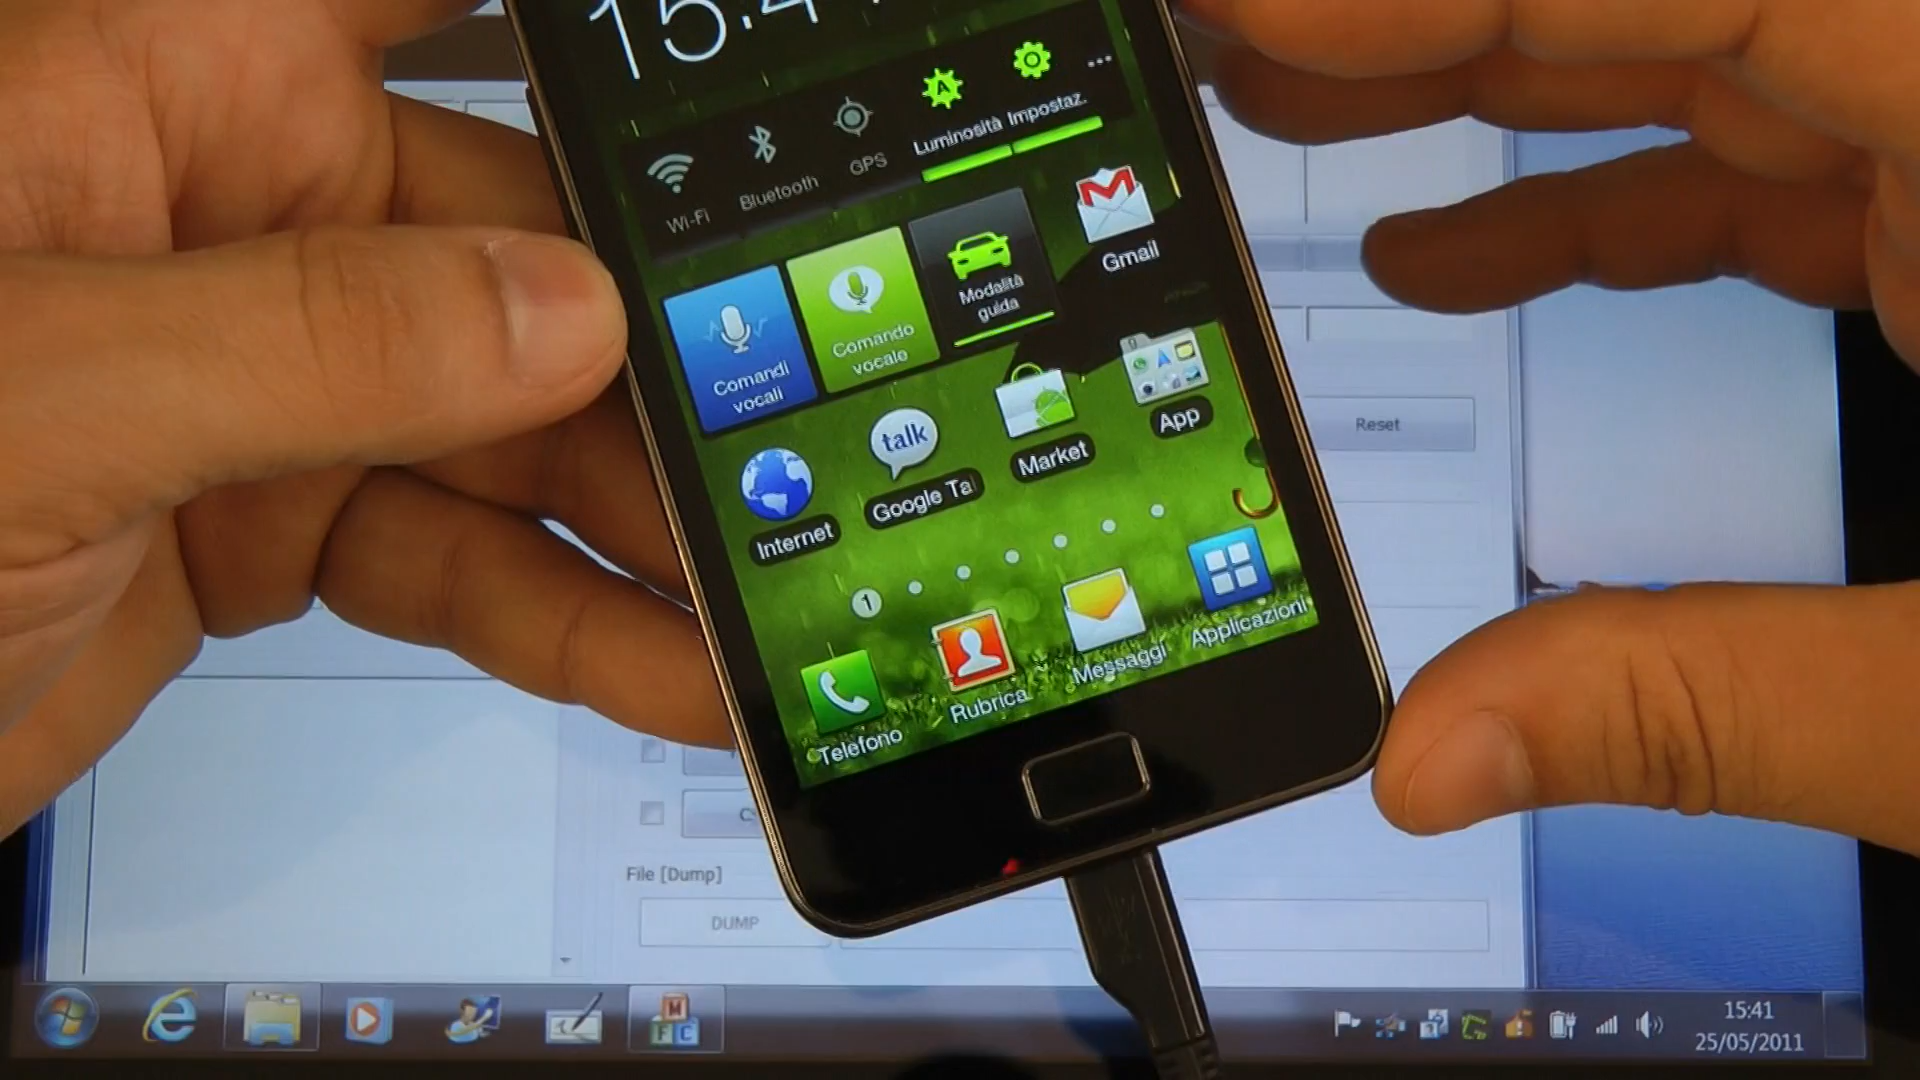 15:4
Wi-Fi
Bluetooth
GPS
Luminosità
Impostaz.
Comandi
vocali
Comando
vocale
Modalità
guida
Gmail
Internet
talk
Google Ta
Market
App
1
Telefono
Rubrica
Messaggi
Applicazioni
Reset
File [Dump]
DUMP
M
F C
15:41
25/05/2011